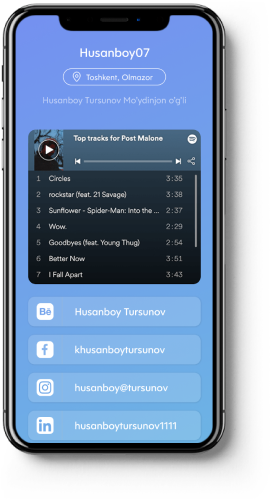 Husanboy07
Toshkent, Olmazor
Husanboy Tursunov Mo'ydinjon o'g'li
Top tracks for Post Malone
1 Circles 3:35
2 rockstar (feat. 21 Savage) 3:38
3 Sunflower - Spider-Man: Into the ... 2:37
4 Wow. 2:29
5 Goodbyes (feat. Young Thug) 2:54
6 Better Now 3:51
7 I Fall Apart 3:43
Bē Husanboy Tursunov
f khusanboytursunov
husanboy@tursunov
in husanboytursunov1111